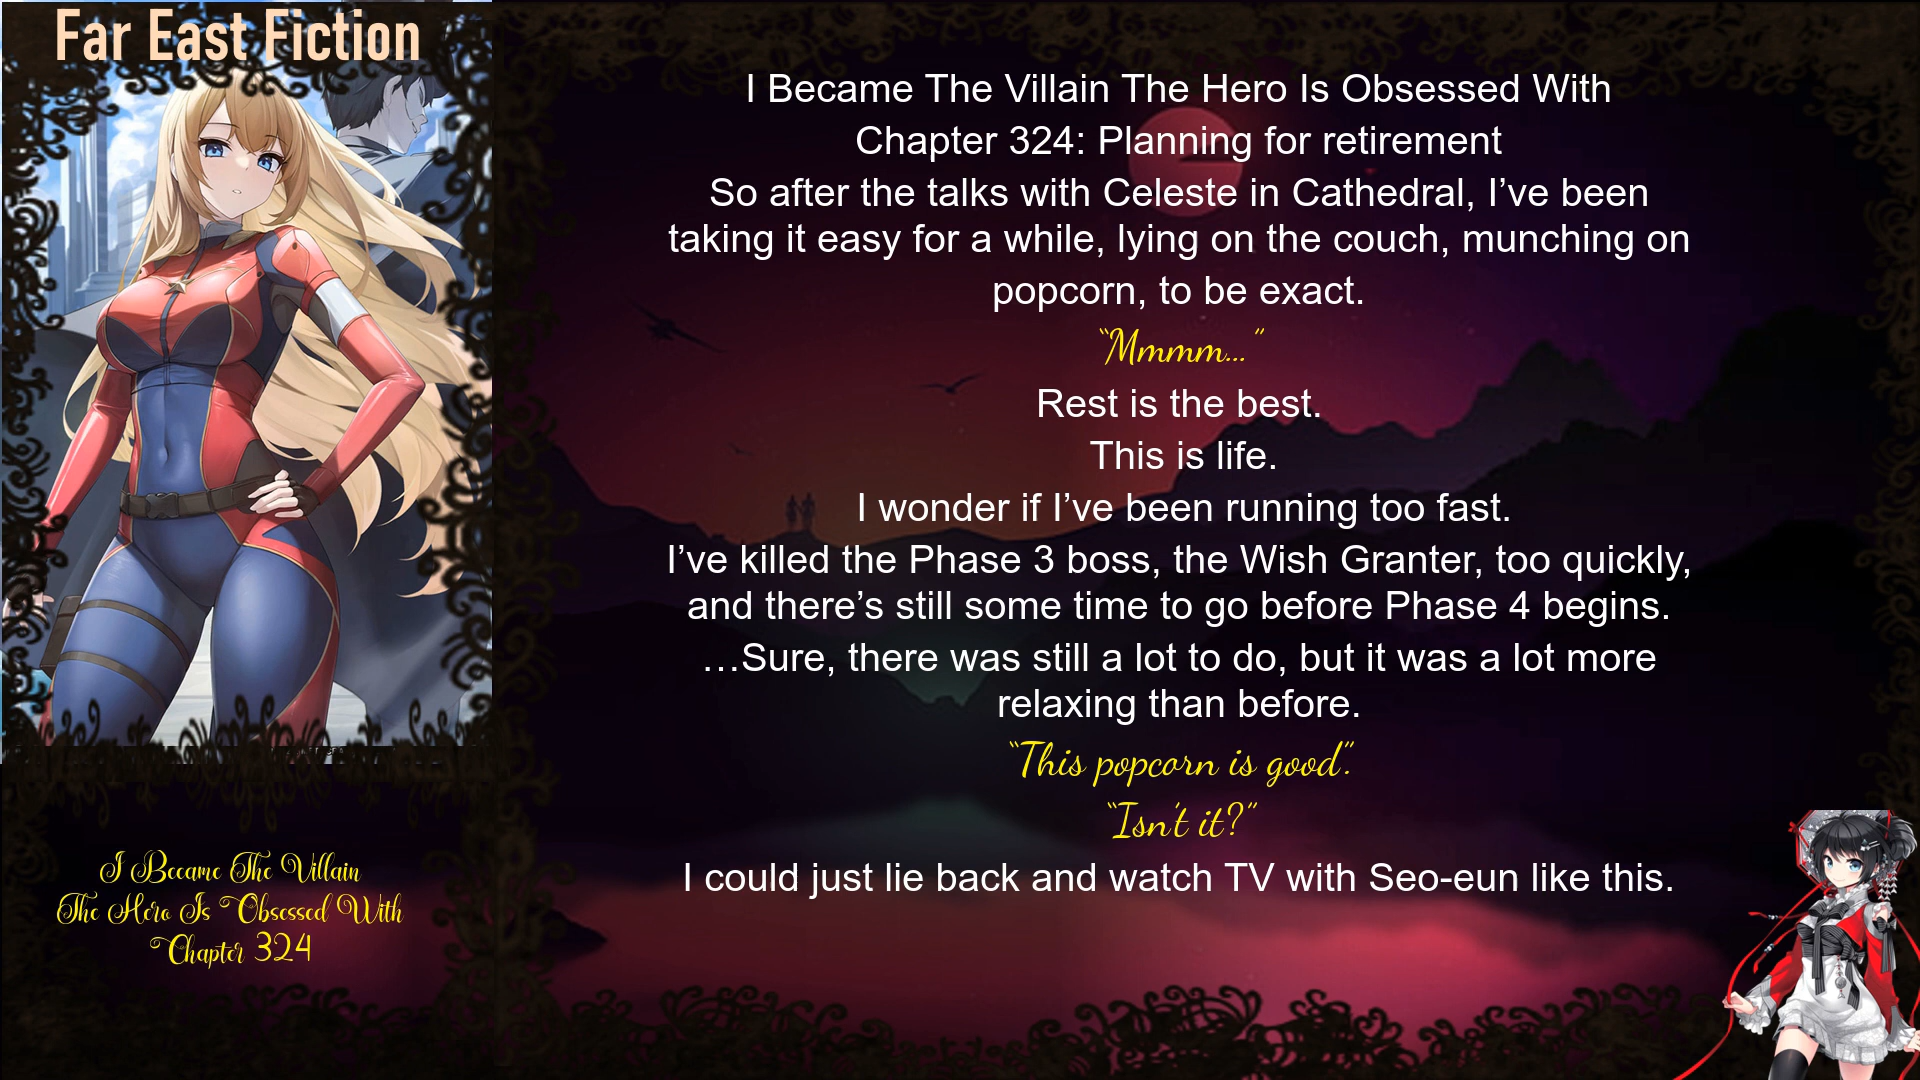 Far East Fiction
I Became The Villain The Hero Is Obsessed With
Chapter 324: Planning for retirement
So after the talks with Celeste in Cathedral, I’ve been
taking it easy for a while, lying on the couch, munching on
popcorn, to be exact.
“Mmmm…”
Rest is the best.
This is life.
I wonder if I’ve been running too fast.
I’ve killed the Phase 3 boss, the Wish Granter, too quickly,
and there’s still some time to go before Phase 4 begins.
…Sure, there was still a lot to do, but it was a lot more
relaxing than before.
“This popcorn is good”.
“Isn’t it?”
I could just lie back and watch TV with Seo-eun like this.
I Became The Villain
The Hero Is Obsessed With
Chapter 324